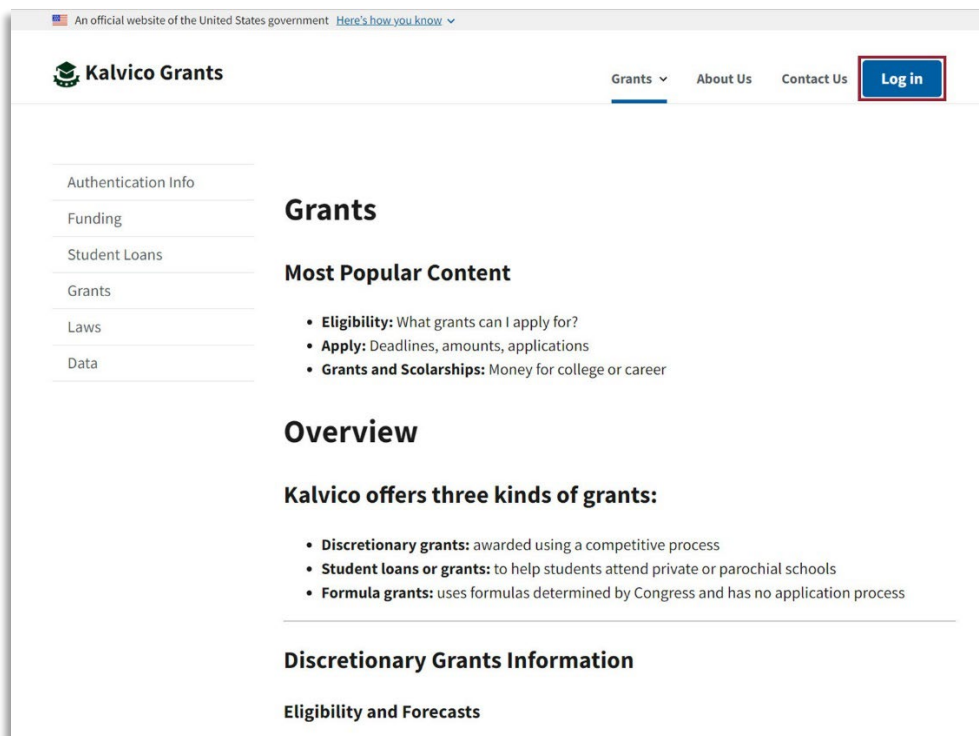 An official website of the United States government Here's how you know
Kalvico Grants
Grants About Us Contact Us Log in
Authentication Info
Funding
Student Loans
Grants
Laws
Data
Grants
Most Popular Content
• Eligibility: What grants can I apply for?
• Apply: Deadlines, amounts, applications
• Grants and Scolarships: Money for college or career
Overview
Kalvico offers three kinds of grants:
• Discretionary grants: awarded using a competitive process
• Student loans or grants: to help students attend private or parochial schools
• Formula grants: uses formulas determined by Congress and has no application process
Discretionary Grants Information
Eligibility and Forecasts